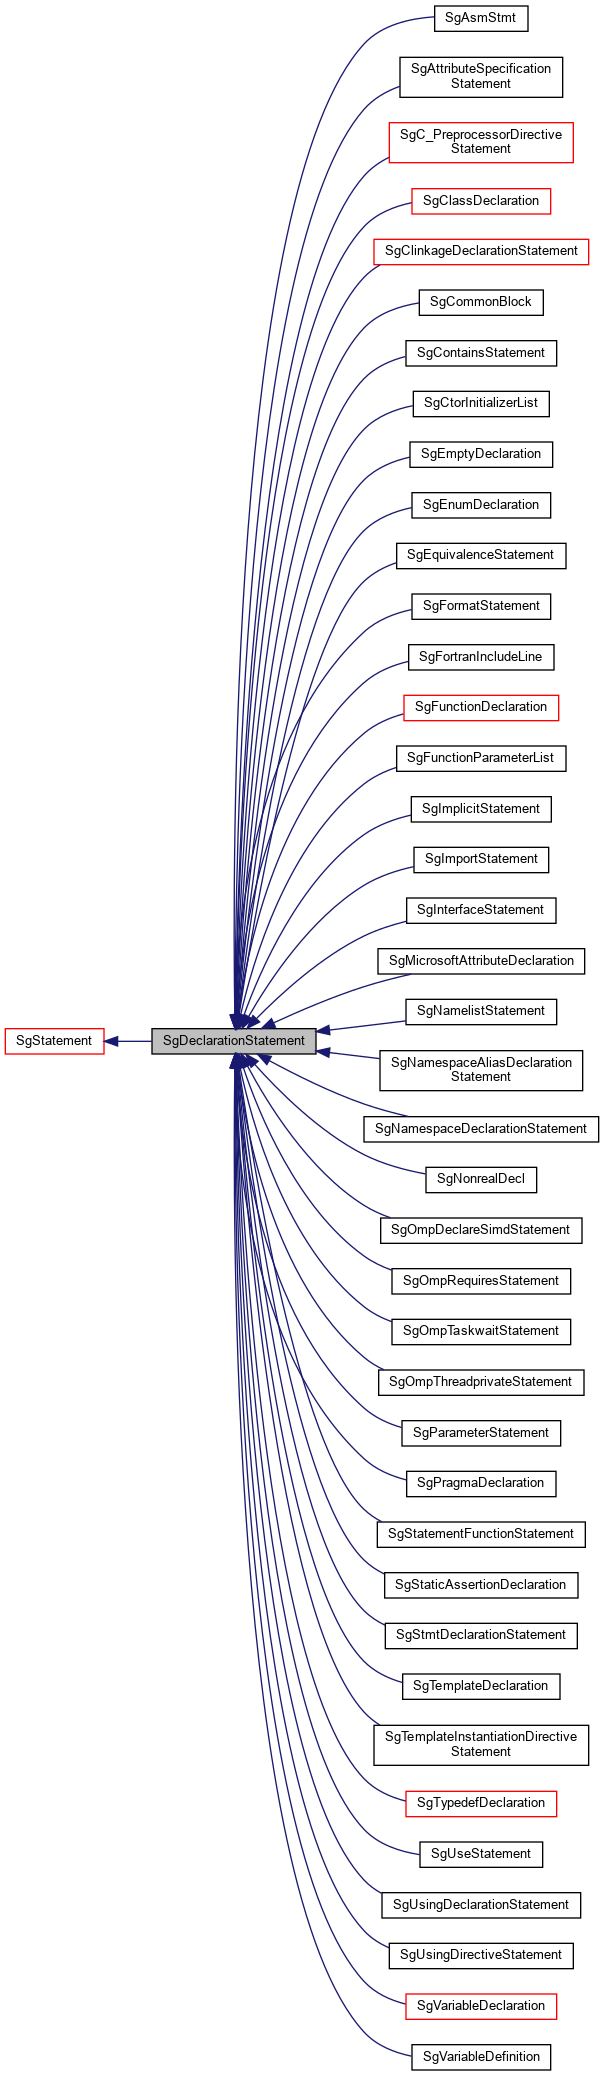 SgAsmStmt
SgAttributeSpecification
Statement
SgC_PreprocessorDirective
Statement
SgClassDeclaration
SgClinkageDeclarationStatement
SgCommonBlock
SgContainsStatement
SgCtorInitializerList
SgEmptyDeclaration
SgEnumDeclaration
SgEquivalenceStatement
SgFormatStatement
SgFortranIncludeLine
SgFunctionDeclaration
SgFunctionParameterList
SgImplicitStatement
SgImportStatement
SgInterfaceStatement
SgMicrosoftAttributeDeclaration
SgNamelistStatement
SgStatement
SgDeclarationStatement
SgNamespaceAliasDeclaration
Statement
SgNamespaceDeclarationStatement
SgNonrealDecl
SgOmpDeclareSimdStatement
SgOmpRequiresStatement
SgOmpTaskwaitStatement
SgOmpThreadprivateStatement
SgParameterStatement
SgPragmaDeclaration
SgStatementFunctionStatement
SgStaticAssertionDeclaration
SgStmtDeclarationStatement
SgTemplateDeclaration
SgTemplateInstantiationDirective
Statement
SgTypedefDeclaration
SgUseStatement
SgUsingDeclarationStatement
SgUsingDirectiveStatement
SgVariableDeclaration
SgVariableDefinition